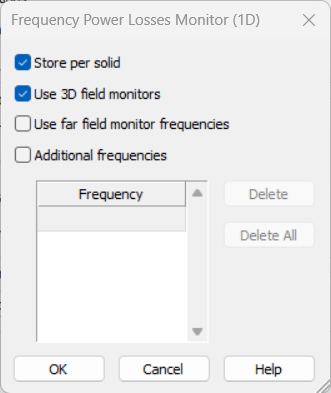 Frequency Power Losses Monitor (1D)
Store per solid
Use 3D field monitors
Use far field monitor frequencies
Additional frequencies
Frequency
Delete
Delete All
OK
Cancel
Help